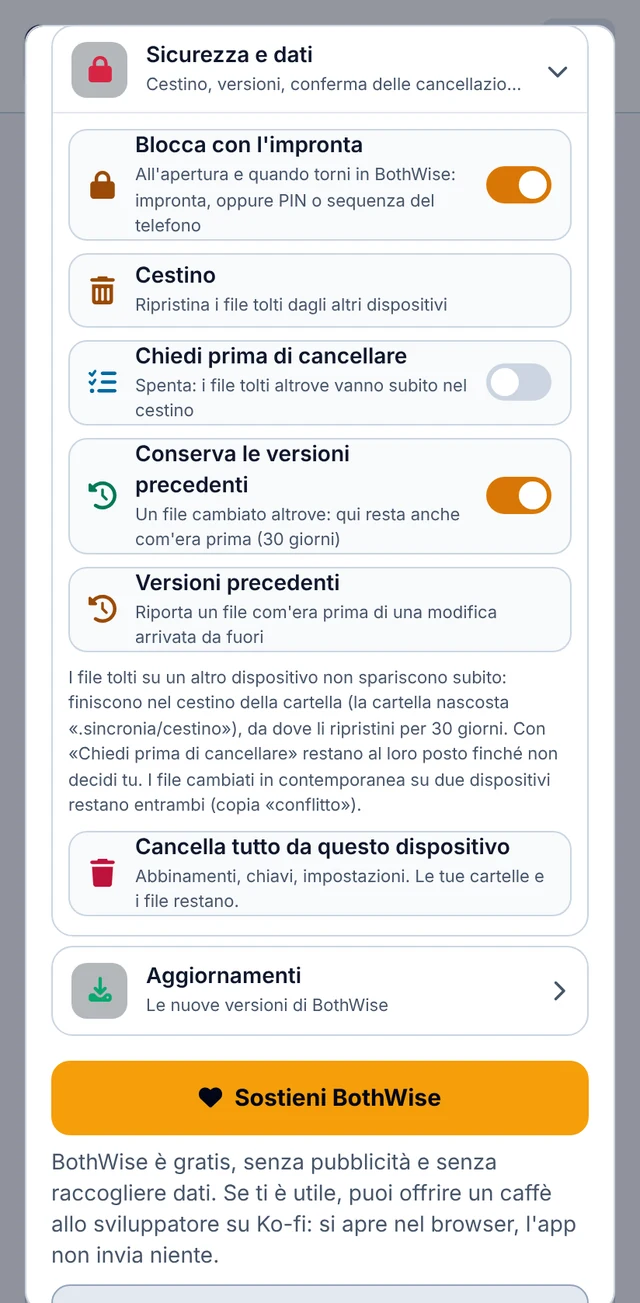 Sicurezza e dati
Cestino, versioni, conferma delle cancellazio...
Blocca con l'impronta
All'apertura e quando torni in BothWise:
impronta, oppure PIN o sequenza del
telefono
Cestino
Ripristina i file tolti dagli altri dispositivi
Chiedi prima di cancellare
Spenta: i file tolti altrove vanno subito nel
cestino
Conserva le versioni
precedenti
Un file cambiato altrove: qui resta anche
com'era prima (30 giorni)
Versioni precedenti
Riporta un file com'era prima di una modifica
arrivata da fuori
I file tolti su un altro dispositivo non spariscono subito:
finiscono nel cestino della cartella (la cartella nascosta
«.sincronia/cestino»), da dove li ripristini per 30 giorni. Con
«Chiedi prima di cancellare» restano al loro posto finché non
decidi tu. I file cambiati in contemporanea su due dispositivi
restano entrambi (copia «conflitto»).
Cancella tutto da questo dispositivo
Abbinamenti, chiavi, impostazioni. Le tue cartelle e
i file restano.
Aggiornamenti
Le nuove versioni di BothWise
Sostieni BothWise
BothWise è gratis, senza pubblicità e senza
raccogliere dati. Se ti è utile, puoi offrire un caffè
allo sviluppatore su Ko-fi: si apre nel browser, l'app
non invia niente.